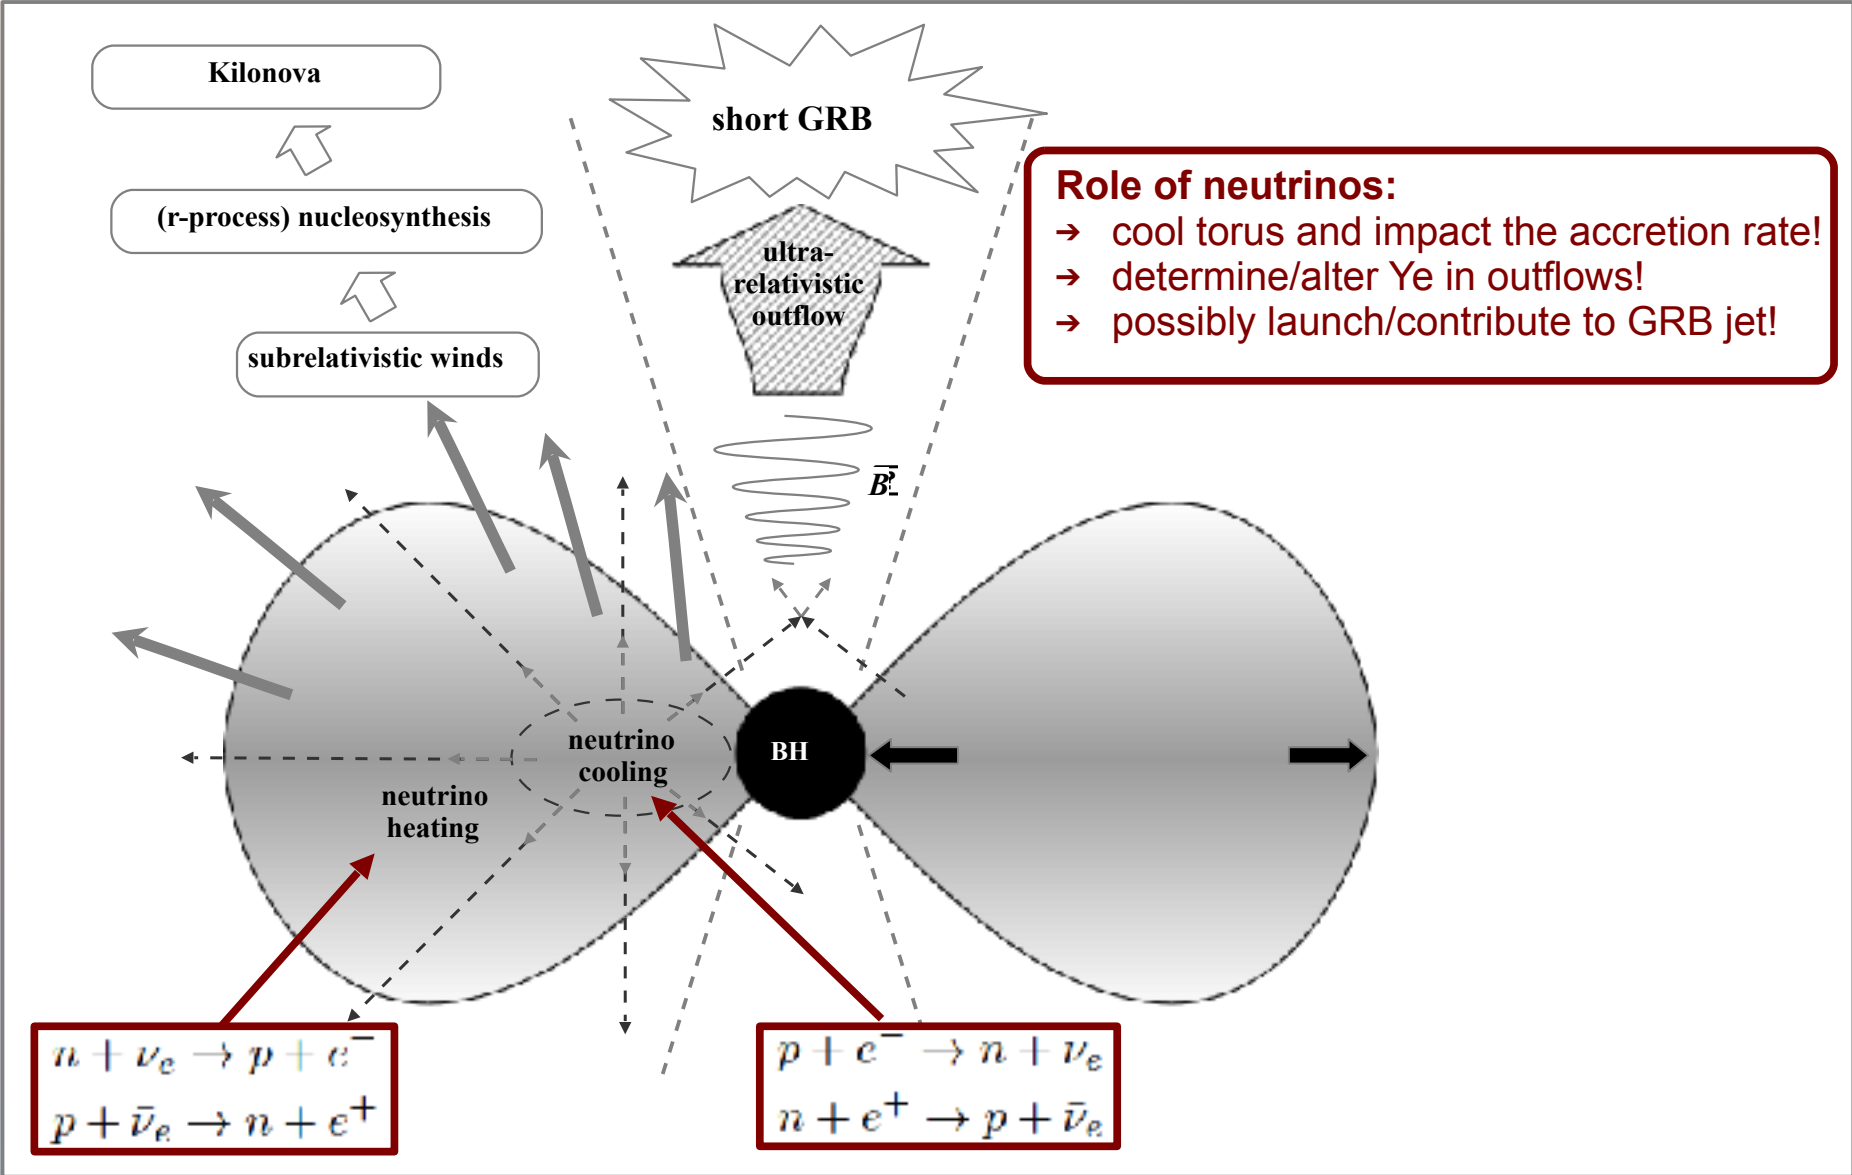 Kilonova
short GRB
(r-process) nucleosynthesis
Role of neutrinos:
➔ cool torus and impact the accretion rate!
➔ determine/alter Ye in outflows!
➔ possibly launch/contribute to GRB jet!
ultra-
relativistic
outflow
subrelativistic winds
neutrino
cooling
BH
neutrino
heating
n + νₑ → p + e⁻
p + ν̄ₑ → n + e⁺
p + e⁻ → n + νₑ
n + e⁺ → p + ν̄ₑ